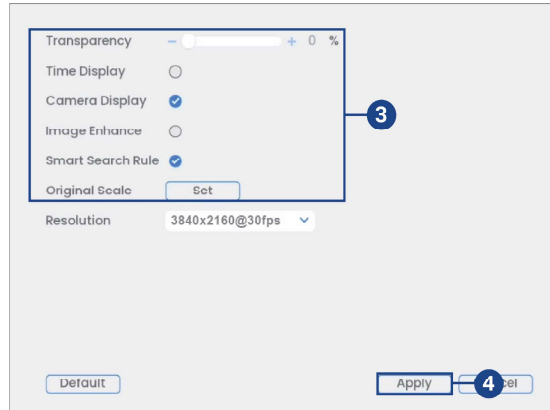 Transparency - + 0 %
Time Display
Camera Display
3
Image Enhance
Smart Search Rule
Original Scale Set
Resolution 3840x2160@30fps
Default Apply 4 cel